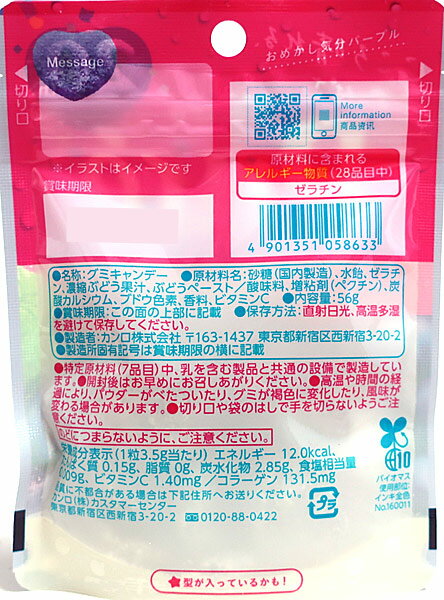 Message
おめかし気分パープル
切り口
切り口
More
information
商品资讯
※イラストはイメージです
賞味期限
原材料に含まれる
アレルギー物質(28品目中)
ゼラチン
4 901351 058633
●名称:グミキャンデー ●原材料名:砂糖(国内製造)、水飴、ゼラチ
ン、濃縮ぶどう果汁、ぶどうペースト/酸味料、増粘剤(ペクチン)、炭
酸カルシウム、ブドウ色素、香料、ビタミンC ●内容量:56g
●賞味期限:この面の上部に記載 ●保存方法:直射日光、高温多湿
を避けて保存してください。
●製造者:カンロ株式会社 〒163-1437 東京都新宿区西新宿3-20-2
●製造所固有記号は賞味期限の横に記載
●特定原材料(7品目)中、乳を含む製品と共通の設備で製造してい
ます。●開封後はお早めにお召しあがりください。●高温や時間の経
過により、パウダーがべたついたり、グミが褐色に変化したり、風味が
変わる場合があります。●切り口や袋のはしで手を切らないようご注
意ください。
のどにつまらないように、ご注意ください。
栄養成分表示(1粒3.5g当たり) エネルギー 12.0kcal、
たんぱく質 0.15g、脂質 0g、炭水化物 2.85g、食塩相当量
0.009g、ビタミンC 1.40mg/コラーゲン 131.5mg
品質に不都合がある場合は下記住所へお送りください。
カンロ(株)カスタマーセンター
東京都新宿区西新宿3-20-2
0120-88-0422
プラ
10
バイオマス
使用部位:
インキ全色
No.160011
★型が入っているかも!